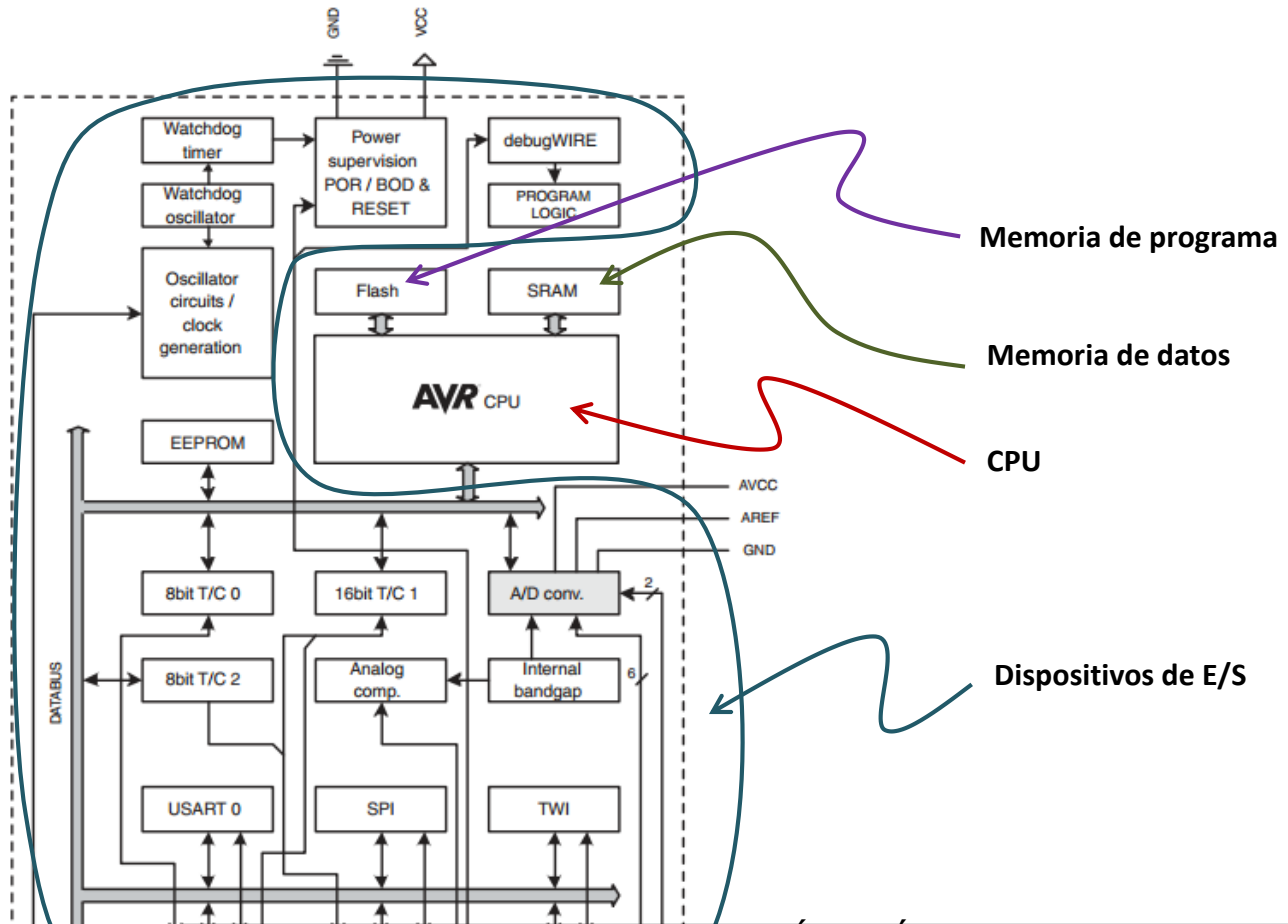 GND
VCC
Watchdog
timer
Power
supervision
POR / BOD &
RESET
debugWIRE
Watchdog
oscillator
PROGRAM
LOGIC
Memoria de programa
Oscillator
circuits /
clock
generation
Flash
SRAM
Memoria de datos
AVR CPU
EEPROM
CPU
AVCC
AREF
GND
8bit T/C 0
16bit T/C 1
A/D conv.
2
DATABUS
8bit T/C 2
Analog
comp.
Internal
bandgap
6
Dispositivos de E/S
USART 0
SPI
TWI